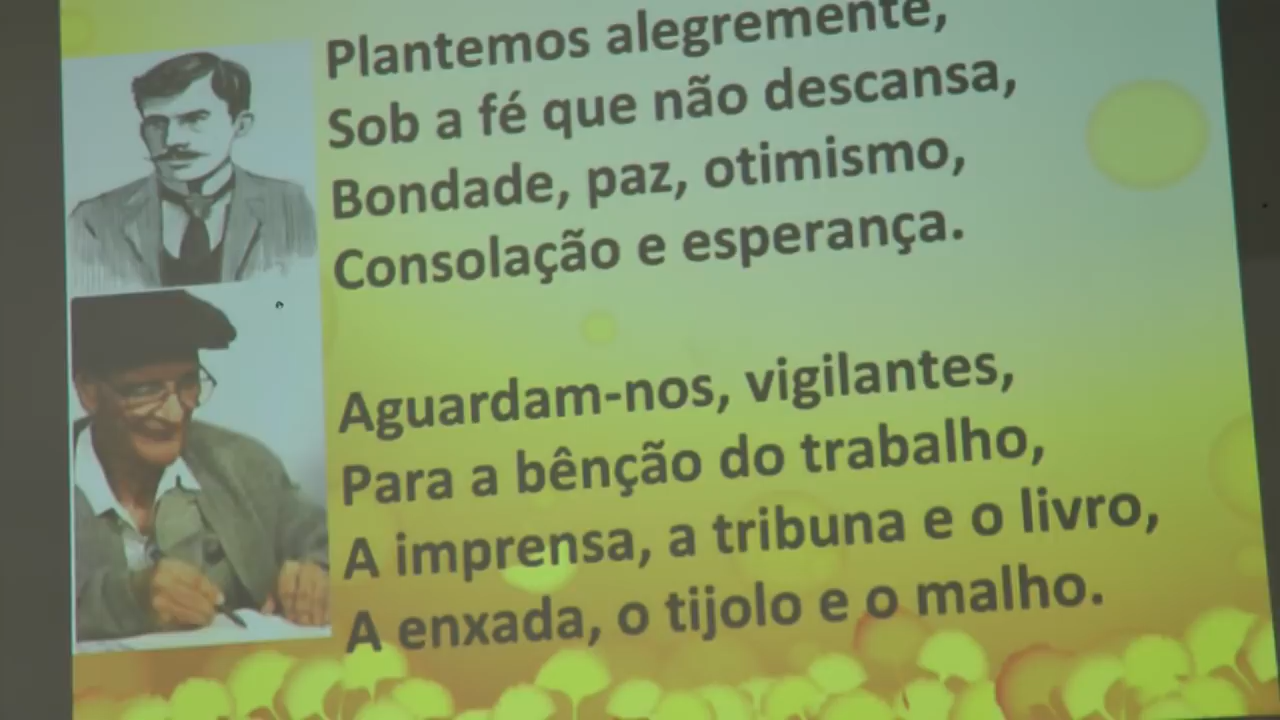 Plantemos alegremente,
Sob a fé que não descansa,
Bondade, paz, otimismo,
Consolação e esperança.
Aguardam-nos, vigilantes,
Para a bênção do trabalho,
A imprensa, a tribuna e o livro,
A enxada, o tijolo e o malho.